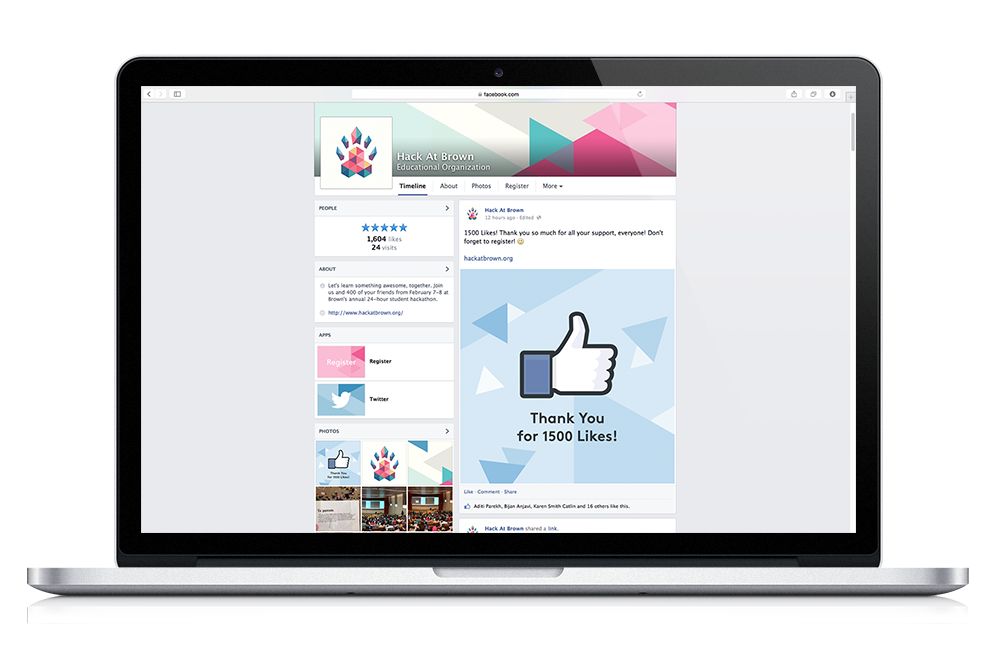 facebook.com
Hack At Brown
Educational Organization
Timeline
About
Photos
Register
More
PEOPLE
1,604 likes
24 visits
ABOUT
Let's learn something awesome, together. Join
us and 400 of your friends from February 7-8 at
Brown's annual 24-hour student hackathon.
http://www.hackatbrown.org/
APPS
Register
Register
Twitter
PHOTOS
Thank You
for 1500 Likes!
Hack At Brown
12 hours ago · Edited
1500 Likes! Thank you so much for all your support, everyone! Don't
forget to register!
hackatbrown.org
Thank You
for 1500 Likes!
Like · Comment · Share
Aditi Parekh, Bijan Anjavi, Karen Smith Catlin and 16 others like this.
Hack At Brown shared a link.